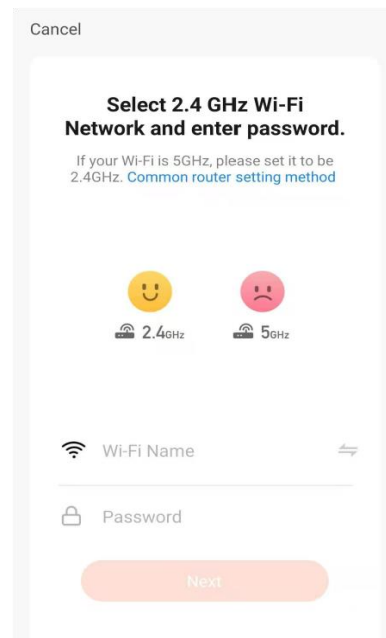 Cancel
Select 2.4 GHz Wi-Fi
Network and enter password.
If your Wi-Fi is 5GHz, please set it to be
2.4GHz. Common router setting method
2.4GHz 5GHz
Wi-Fi Name
Password
Next